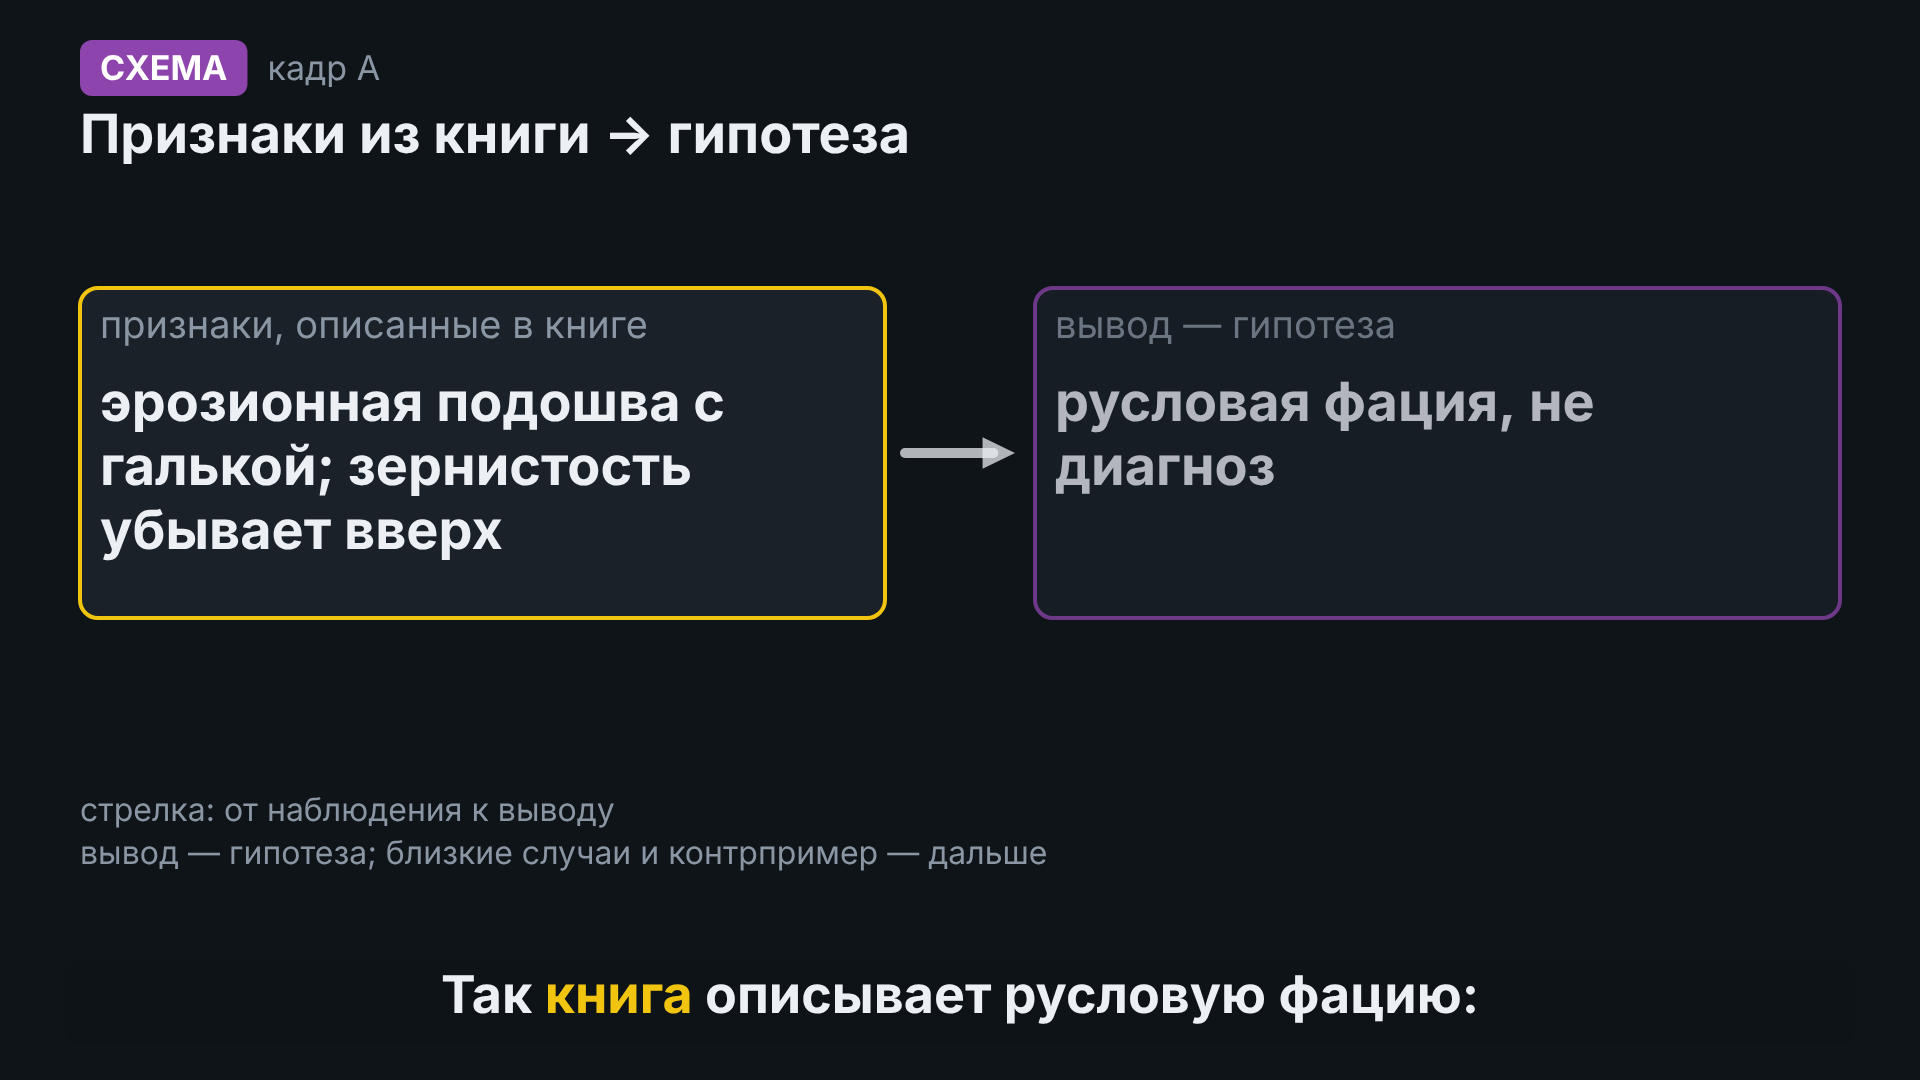 СХЕМА кадр А
Признаки из книги → гипотеза
признаки, описанные в книге
эрозионная подошва с
галькой; зернистость
убывает вверх
вывод — гипотеза
русловая фация, не
диагноз
стрелка: от наблюдения к выводу
вывод — гипотеза; близкие случаи и контрпример — дальше
Так книга описывает русловую фацию: